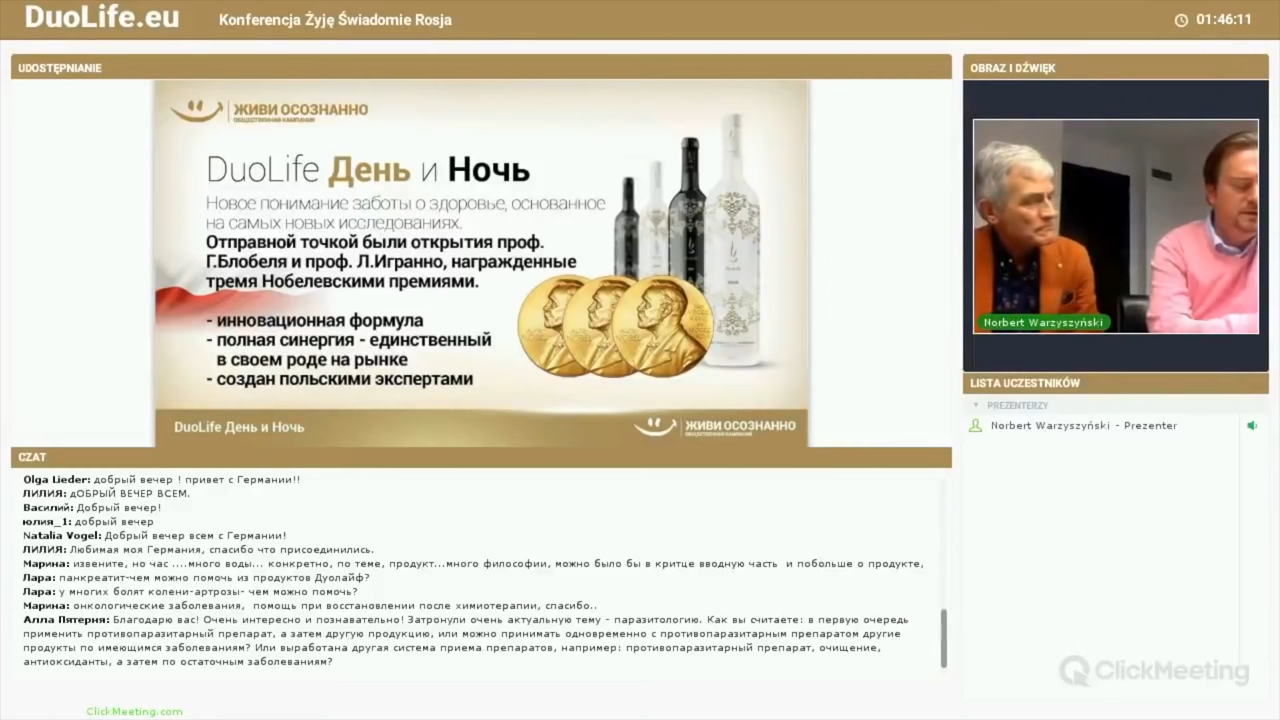 DuoLife.eu
Konferencja Żyję Świadomie Rosja
01:46:11
UDOSTĘPNIANIE
ЖИВИ ОСОЗНАННО
ОБЩЕСТВЕННАЯ КАМПАНИЯ
DuoLife День и Ночь
Новое понимание заботы о здоровье, основанное
на самых новых исследованиях.
Отправной точкой были открытия проф.
Г.Блобеля и проф. Л.Игранно, награжденные
тремя Нобелевскими премиями.
- инновационная формула
- полная синергия - единственный
в своем роде на рынке
- создан польскими экспертами
DuoLife День и Ночь
ЖИВИ ОСОЗНАННО
ОБЩЕСТВЕННАЯ КАМПАНИЯ
OBRAZ I DŹWIĘK
Norbert Warzyszyński
LISTA UCZESTNIKÓW
PREZENTERZY
Norbert Warzyszyński - Prezenter
CZAT
Olga Lieder: добрый вечер ! привет с Германии!!
ЛИЛИЯ: дОБРЫЙ ВЕЧЕР ВСЕМ.
Василий: Добрый вечер!
юлия_1: добрый вечер
Natalia Vogel: Добрый вечер всем с Германии!
ЛИЛИЯ: Любимая моя Германия, спасибо что присоединились.
Марина: извените, но час ....много воды... конкретно, по теме, продукт...много философии, можно было бы в критце вводную часть и побольше о продукте,
Лара: панкреатит-чем можно помочь из продуктов Дуолайф?
Лара: у многих болят колени-артрозы- чем можно помочь?
Марина: онкологические заболевания, помощь при восстановлении после химиотерапии, спасибо..
Алла Пятерня: Благодарю вас! Очень интересно и познавательно! Затронули очень актуальную тему - паразитологию. Как вы считаете: в первую очередь
применить противопаразитарный препарат, а затем другую продукцию, или можно принимать одновременно с противопаразитарным препаратом другие
продукты по имеющимся заболеваниям? Или выработана другая система приема препаратов, например: противопаразитарный препарат, очищение,
антиоксиданты, а затем по остаточным заболеваниям?
ClickMeeting
ClickMeeting.com